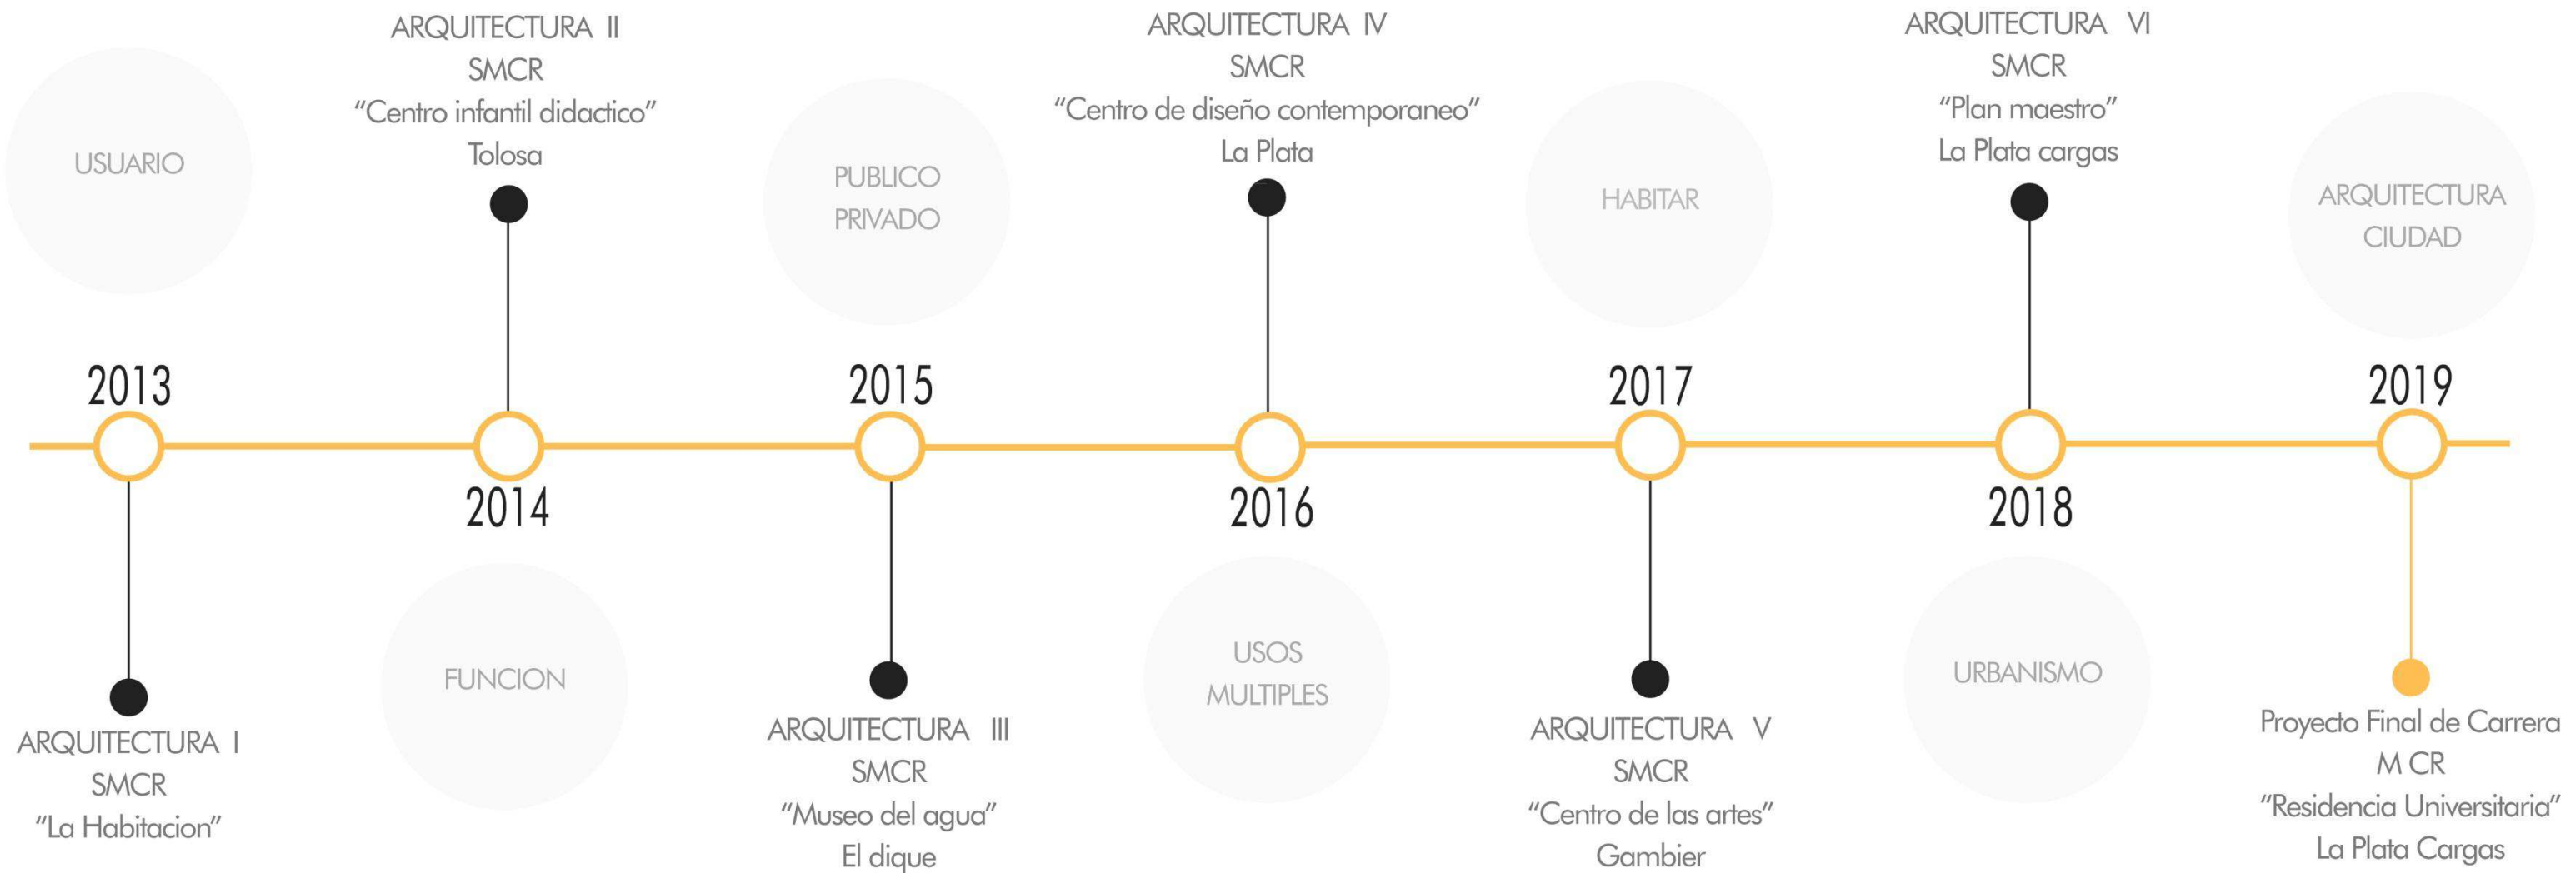 USUARIO
2013
ARQUITECTURA I
SMCR
“La Habitacion”
ARQUITECTURA II
SMCR
“Centro infantil didactico”
Tolosa
2014
FUNCION
PUBLICO
PRIVADO
2015
ARQUITECTURA III
SMCR
“Museo del agua”
El dique
ARQUITECTURA IV
SMCR
“Centro de diseño contemporaneo”
La Plata
2016
USOS
MULTIPLES
HABITAR
2017
ARQUITECTURA V
SMCR
“Centro de las artes”
Gambier
ARQUITECTURA VI
SMCR
“Plan maestro”
La Plata cargas
2018
URBANISMO
ARQUITECTURA
CIUDAD
2019
Proyecto Final de Carrera
M CR
“Residencia Universitaria”
La Plata Cargas